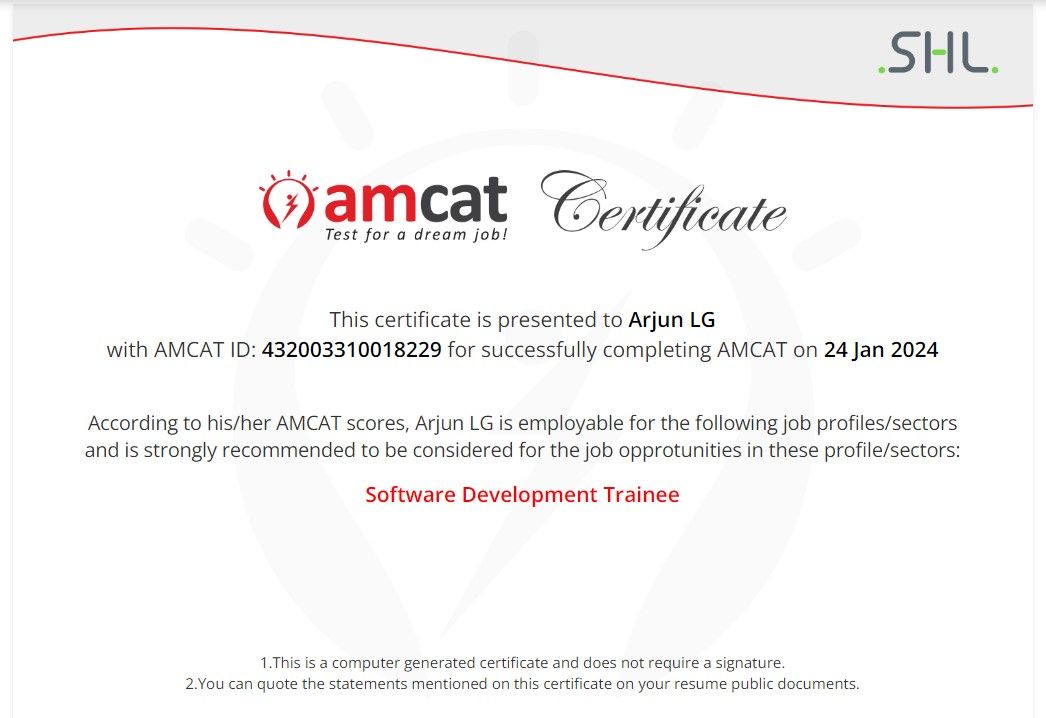 .SHL.
amcat Certificate
Test for a dream job!
This certificate is presented to Arjun LG
with AMCAT ID: 432003310018229 for successfully completing AMCAT on 24 Jan 2024
According to his/her AMCAT scores, Arjun LG is employable for the following job profiles/sectors
and is strongly recommended to be considered for the job opprotunities in these profile/sectors:
Software Development Trainee
1.This is a computer generated certificate and does not require a signature.
2.You can quote the statements mentioned on this certificate on your resume public documents.